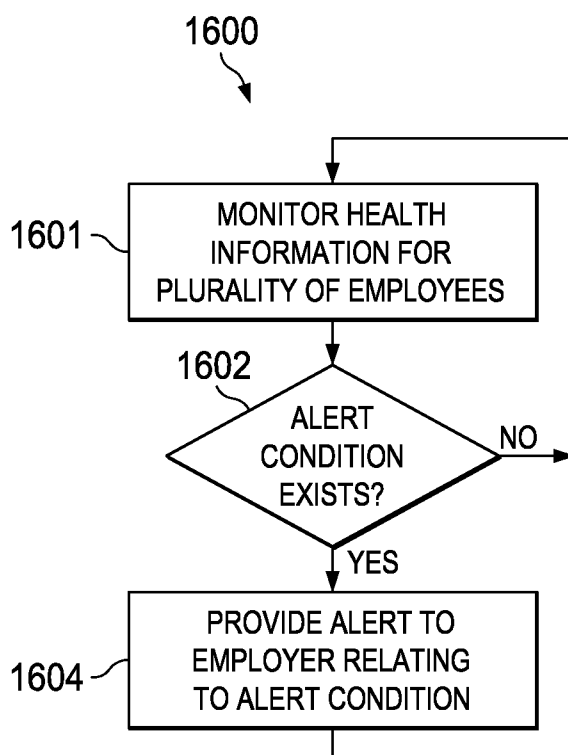 1600
1601
MONITOR HEALTH
INFORMATION FOR
PLURALITY OF EMPLOYEES
1602
ALERT
CONDITION
EXISTS?
NO
YES
1604
PROVIDE ALERT TO
EMPLOYER RELATING
TO ALERT CONDITION